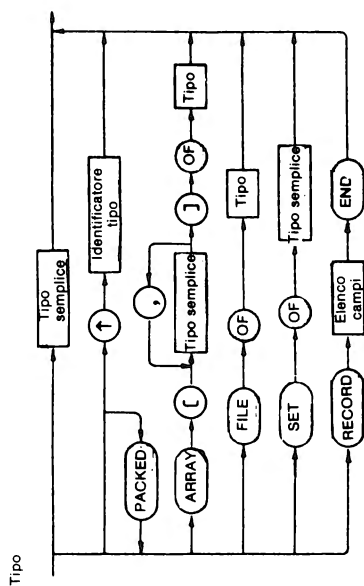 Tipo
Tipo
semplice
↑
Identificatore
tipo
PACKED
ARRAY
[
Tipo semplice
,
]
OF
Tipo
FILE
OF
Tipo
SET
OF
Tipo semplice
RECORD
Elenco
campi
END